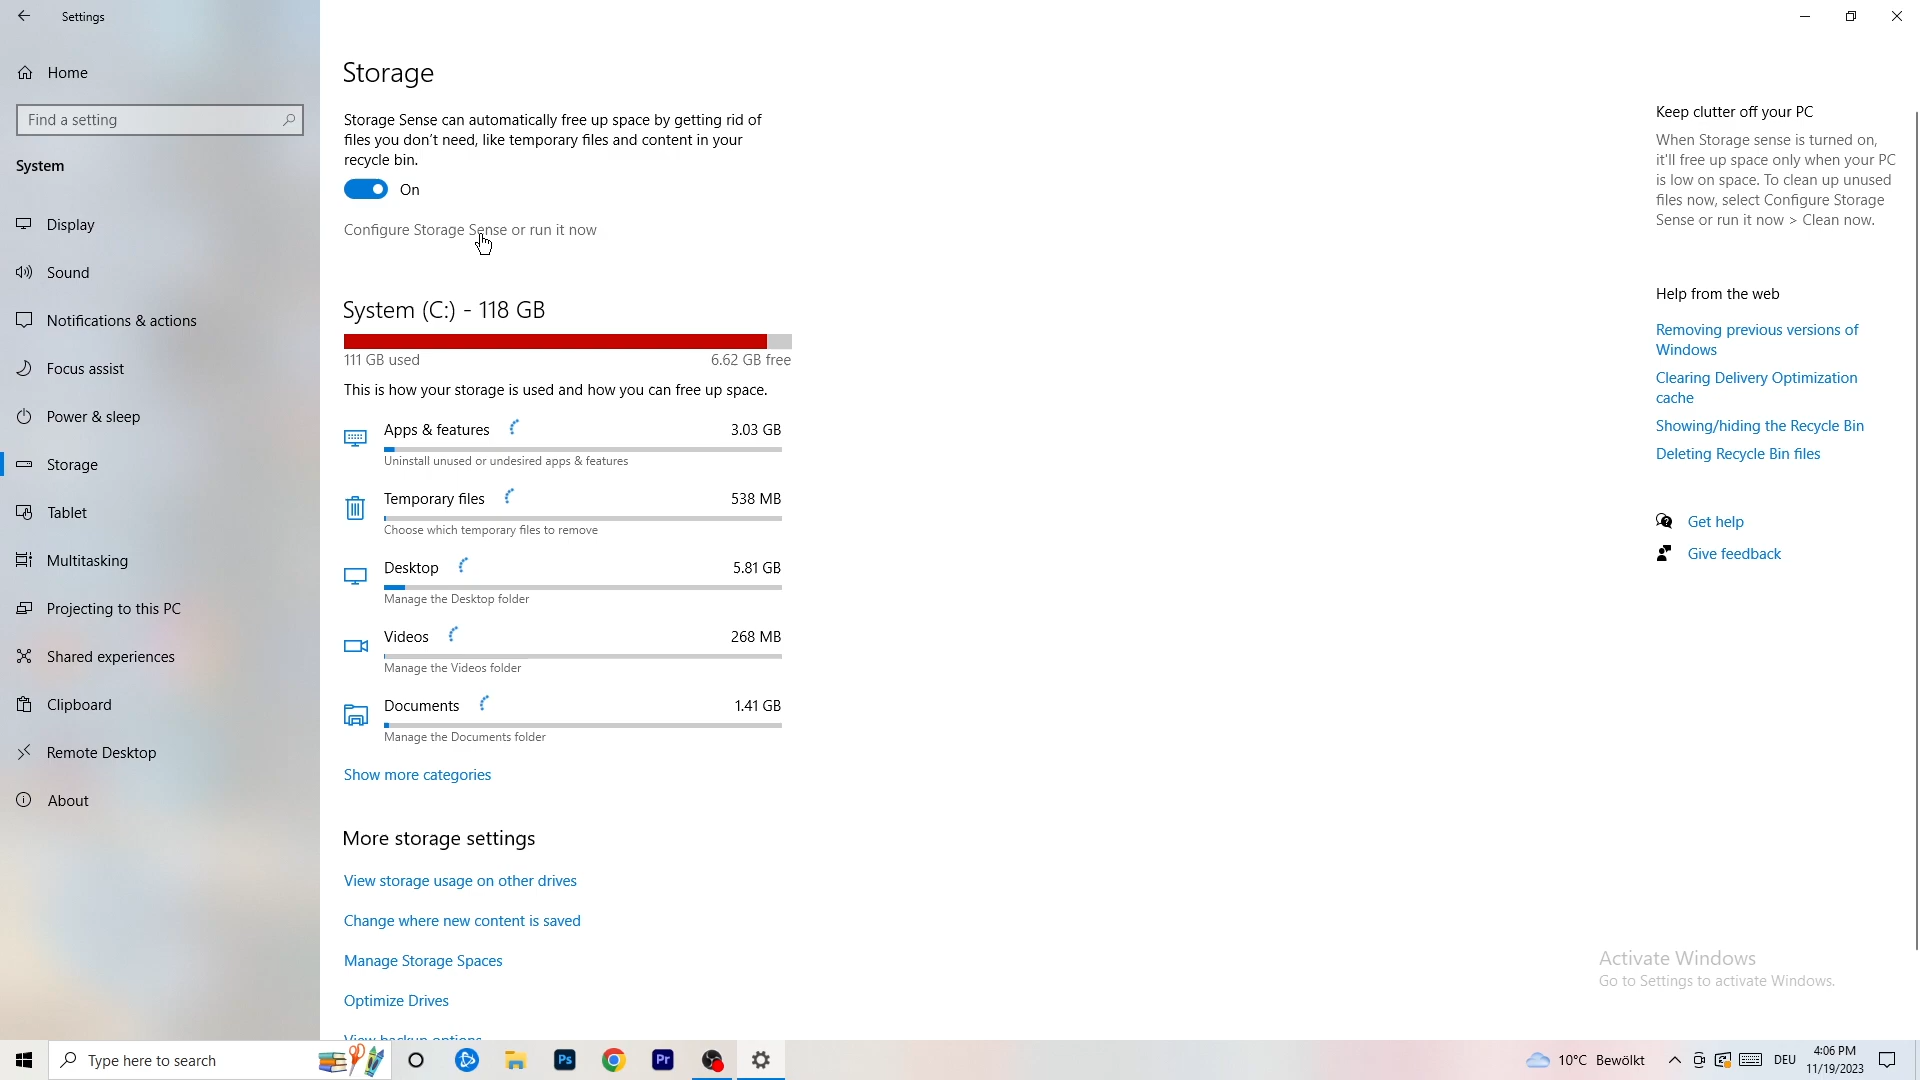 Settings
Home
Find a setting
System
Display
Sound
Notifications & actions
Focus assist
Power & sleep
Storage
Tablet
Multitasking
Projecting to this PC
Shared experiences
Clipboard
Remote Desktop
About
Storage
Storage Sense can automatically free up space by getting rid of
files you don't need, like temporary files and content in your
recycle bin.
On
Configure Storage Sense or run it now
System (C:) - 118 GB
111 GB used
6.62 GB free
This is how your storage is used and how you can free up space.
Apps & features
3.03 GB
Uninstall unused or undesired apps & features
Temporary files
538 MB
Choose which temporary files to remove
Desktop
5.81 GB
Manage the Desktop folder
Videos
268 MB
Manage the Videos folder
Documents
1.41 GB
Manage the Documents folder
Show more categories
More storage settings
View storage usage on other drives
Change where new content is saved
Manage Storage Spaces
Optimize Drives
View backup options
Keep clutter off your PC
When Storage sense is turned on,
it'll free up space only when your PC
is low on space. To clean up unused
files now, select Configure Storage
Sense or run it now > Clean now.
Help from the web
Removing previous versions of
Windows
Clearing Delivery Optimization
cache
Showing/hiding the Recycle Bin
Deleting Recycle Bin files
Get help
Give feedback
Activate Windows
Go to Settings to activate Windows.
Type here to search
Ps
Pr
10°C Bewölkt
DEU
4:06 PM
11/19/2023